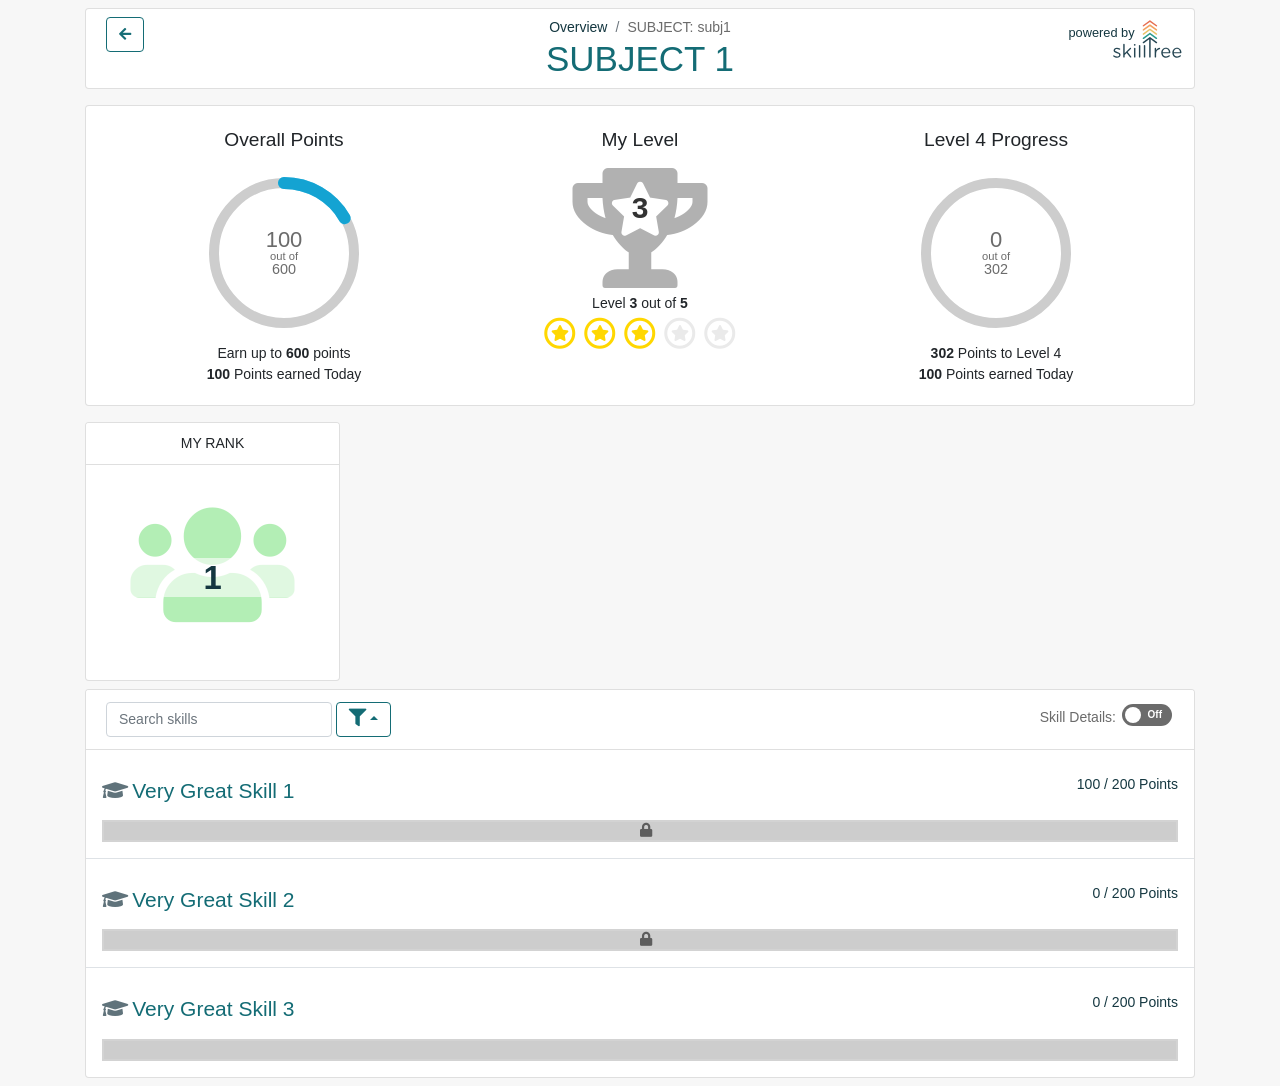 Overview / SUBJECT: subj1
SUBJECT 1
powered by
skilltree
Overall Points
100
out of
600
Earn up to 600 points
100 Points earned Today
My Level
3
Level 3 out of 5
Level 4 Progress
0
out of
302
302 Points to Level 4
100 Points earned Today
MY RANK
1
Search skills
Skill Details: Off
Very Great Skill 1
100 / 200 Points
Very Great Skill 2
0 / 200 Points
Very Great Skill 3
0 / 200 Points